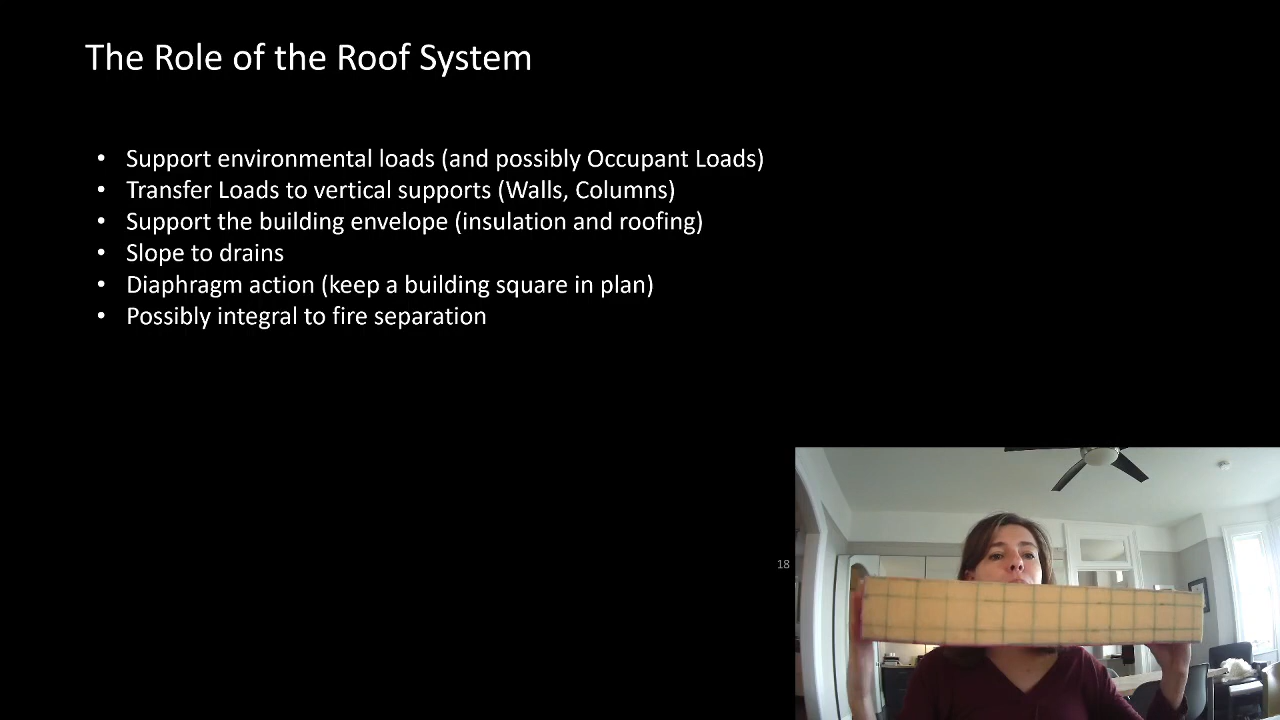 The Role of the Roof System
• Support environmental loads (and possibly Occupant Loads)
• Transfer Loads to vertical supports (Walls, Columns)
• Support the building envelope (insulation and roofing)
• Slope to drains
• Diaphragm action (keep a building square in plan)
• Possibly integral to fire separation
18